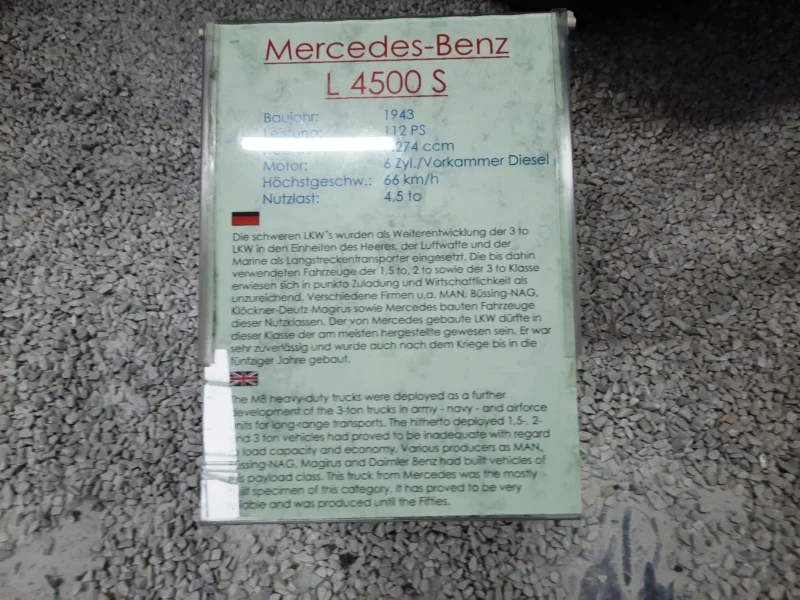 Mercedes-Benz
L 4500 S
Baujahr: 1943
Leistung: 112 PS
274 ccm
Motor: 6 Zyl./Vorkammer Diesel
Höchstgeschw.: 66 km/h
Nutzlast: 4,5 to
Die schweren LKW's wurden als Weiterentwicklung der 3 to
LKW in den Einheiten des Heeres, der Luftwaffe und der
Marine als Langstreckentransporter eingesetzt. Die bis dahin
verwendeten Fahrzeuge der 1,5 to, 2 to sowie der 3 to Klasse
erwiesen sich in punkto Zuladung und Wirtschaftlichkeit als
unzureichend. Verschiedene Firmen u.a. MAN, Büssing-NAG,
Klöckner-Deutz-Magirus sowie Mercedes bauten Fahrzeuge
dieser Nutzklassen. Der von Mercedes gebaute LKW dürfte in
dieser Klasse der am meisten hergestellte gewesen sein. Er war
sehr zuverlässig und wurde auch nach dem Kriege bis in die
fünfziger Jahre gebaut.
The MB heavy-duty trucks were deployed as a further
development of the 3-ton trucks in army - navy - and airforce
units for long-range transports. The hitherto deployed 1,5-, 2-
and 3 ton vehicles had proved to be inadequate with regard
load capacity and economy. Various producers as MAN,
Büssing-NAG, Magirus and Daimler Benz had built vehicles of
this payload class. This truck from Mercedes was the mostly
built specimen of this category. It has proved to be very
reliable and was produced until the Fifties.